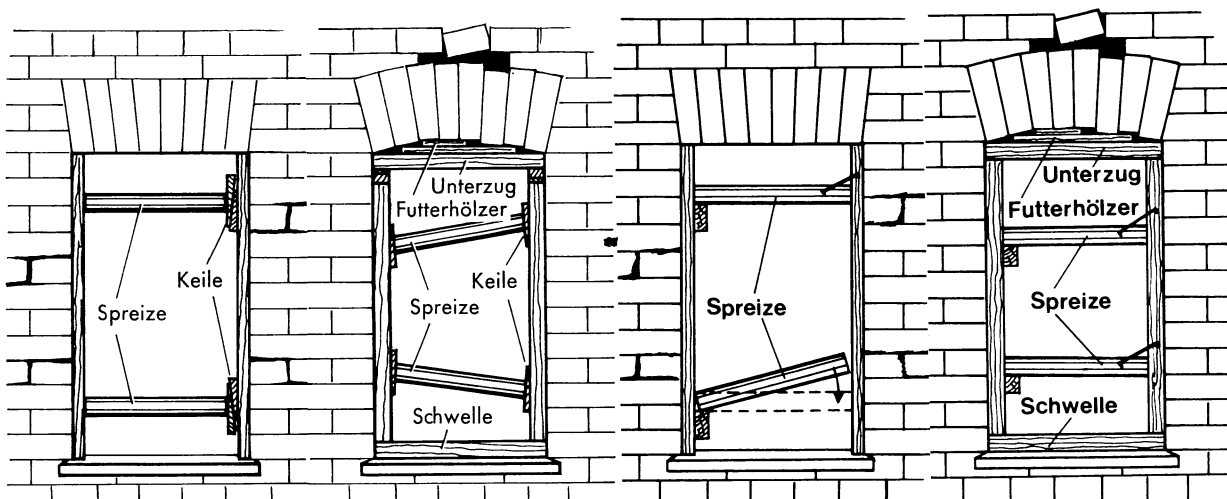 Keile
Spreize
Unterzug
Futterhölzer
Keile
Spreize
Schwelle
Spreize
Unterzug
Futterhölzer
Spreize
Schwelle